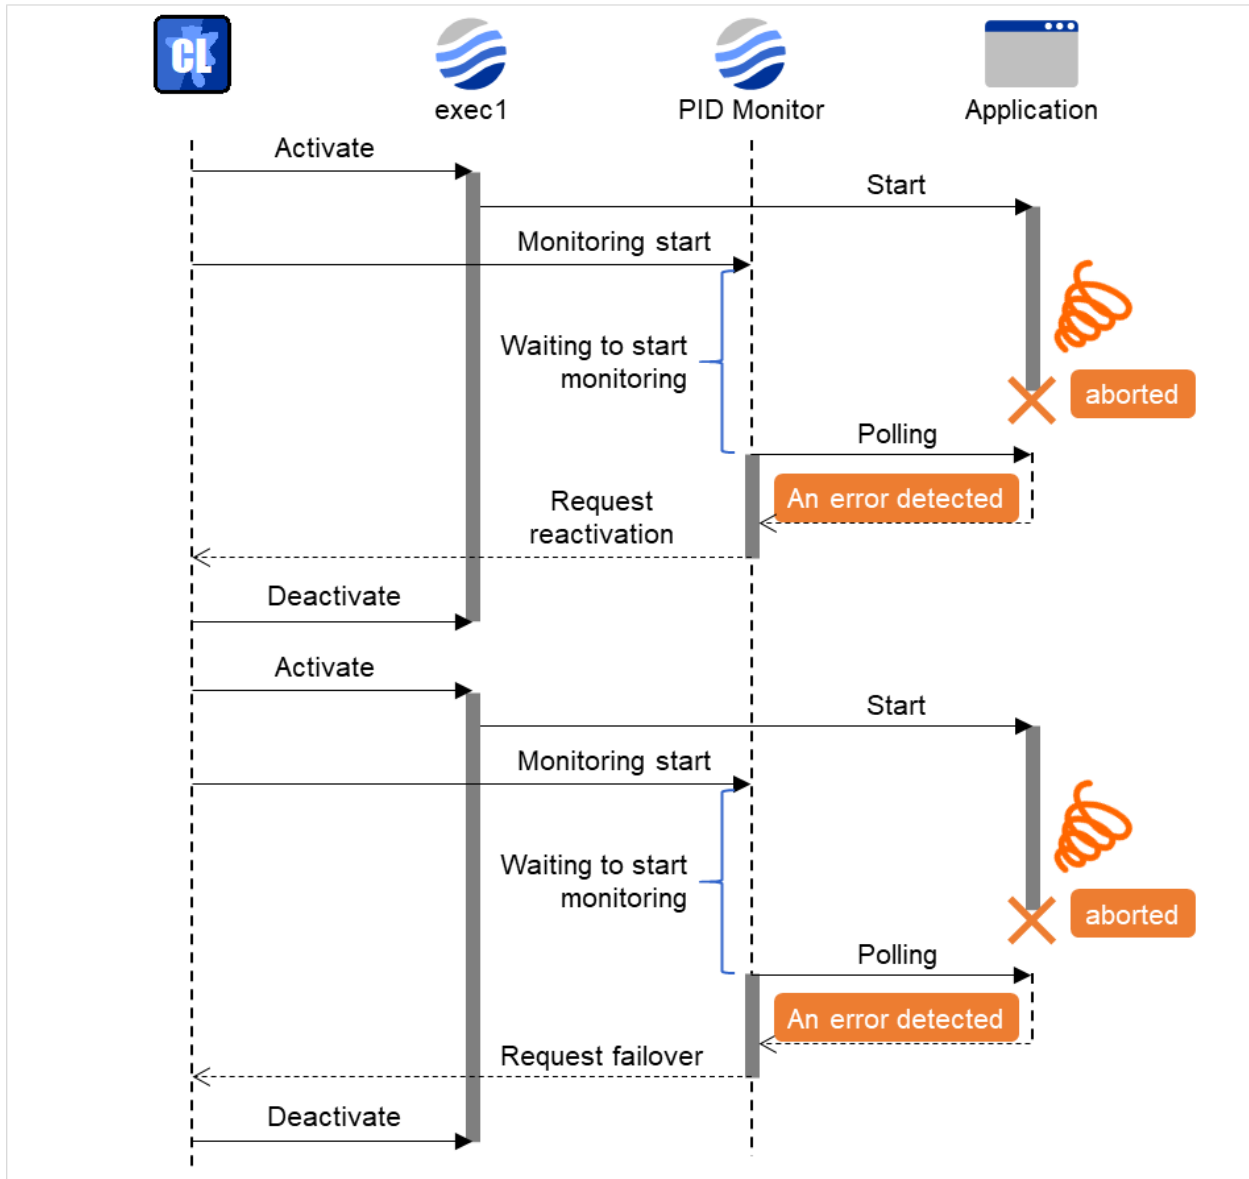 CL
exec1
PID Monitor
Application
Activate
Start
Monitoring start
Waiting to start
monitoring
aborted
Polling
An error detected
Request
reactivation
Deactivate
Activate
Start
Monitoring start
Waiting to start
monitoring
aborted
Polling
An error detected
Request failover
Deactivate